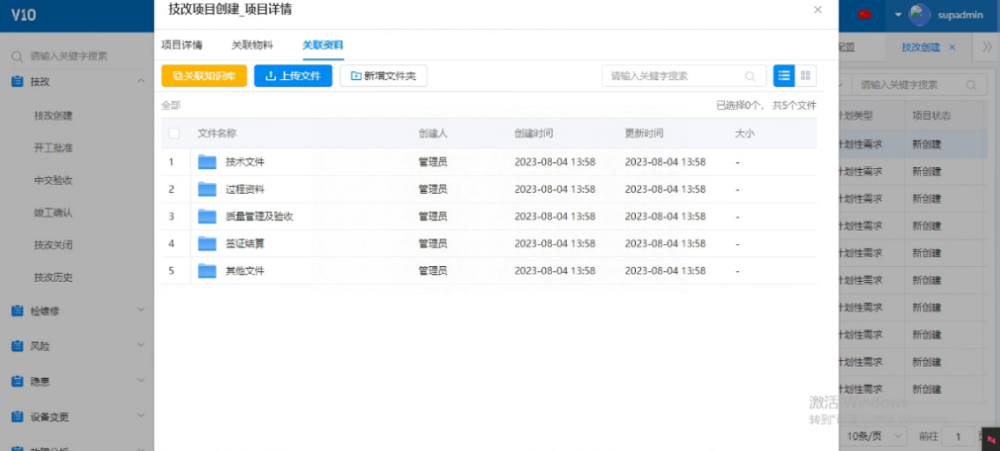 V10
技改项目创建_项目详情
supadmin
请输入关键字搜索
项目详情 关联物料 关联资料
配置 技改创建
技改
关联知识库 上传文件 新增文件夹 请输入关键字搜索
请输入关键字搜索
全部 已选择0个， 共5个文件
技改创建
计划类型 项目状态
文件名称 创建人 创建时间 更新时间 大小
开工批准
计划性需求 新创建
1 技术文件 管理员 2023-08-04 13:58 2023-08-04 13:58 -
计划性需求 新创建
中交验收
2 过程资料 管理员 2023-08-04 13:58 2023-08-04 13:58 -
计划性需求 新创建
竣工确认
3 质量管理及验收 管理员 2023-08-04 13:58 2023-08-04 13:58 -
计划性需求 新创建
技改关闭
4 签证结算 管理员 2023-08-04 13:58 2023-08-04 13:58 -
计划性需求 新创建
技改历史
5 其他文件 管理员 2023-08-04 13:58 2023-08-04 13:58 -
计划性需求 新创建
检维修
计划性需求 新创建
计划性需求 新创建
风险
计划性需求 新创建
隐患
计划性需求 新创建
设备变更
激活 Windows
转到"设置"以激活 Windows。
10条/页 前往 1